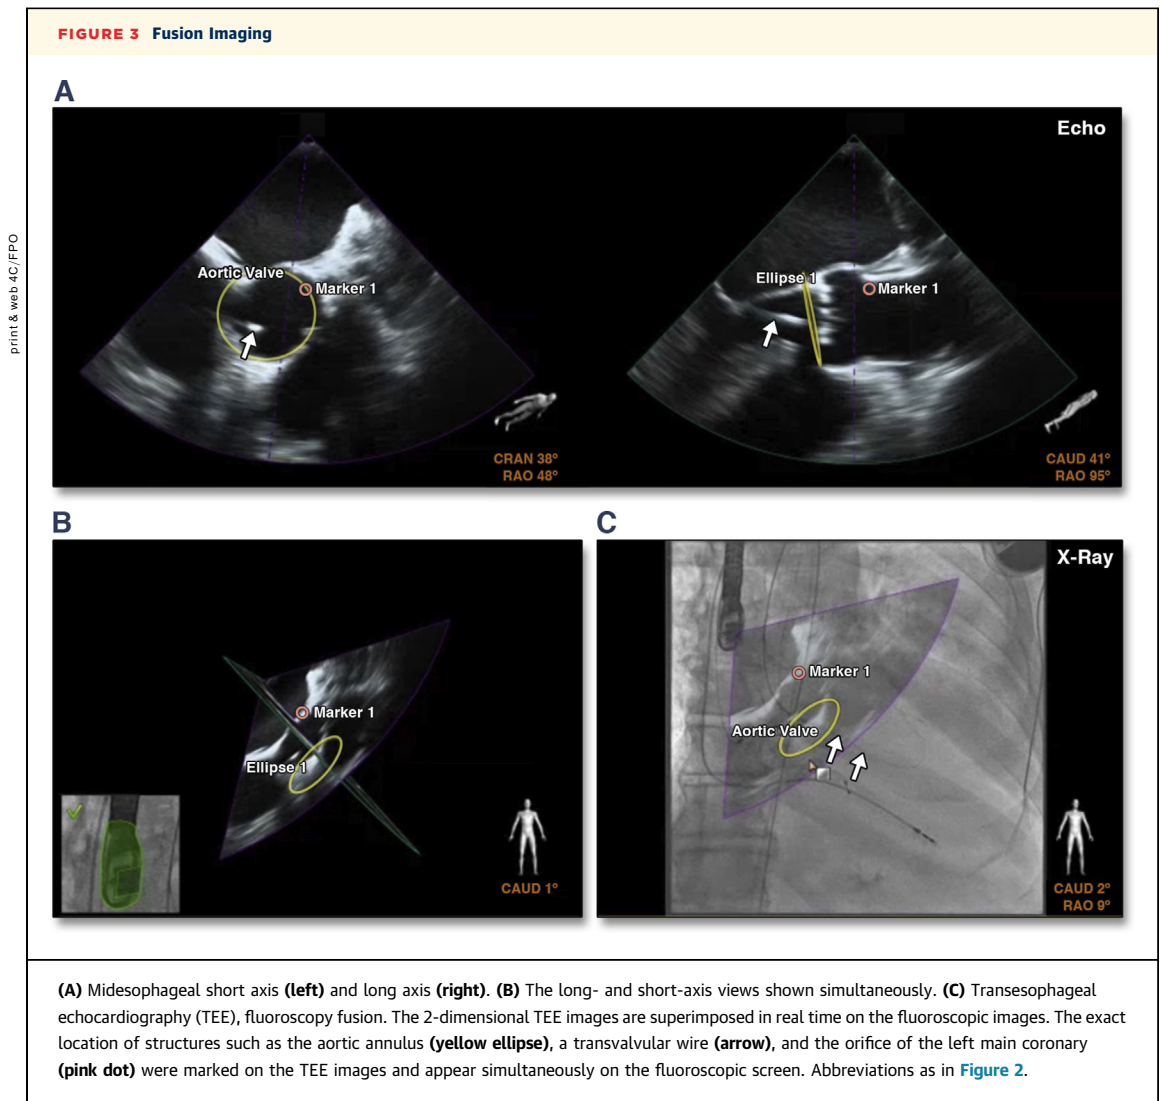 FIGURE 3 Fusion Imaging
print & web 4C/FPO
A
Echo
Aortic Valve
Marker 1
CRAN 38°
RAO 48°
Ellipse 1
Marker 1
CAUD 41°
RAO 95°
B
Marker 1
Ellipse 1
CAUD 1°
C
X-Ray
Marker 1
Aortic Valve
CAUD 2°
RAO 9°
(A) Midesophageal short axis (left) and long axis (right). (B) The long- and short-axis views shown simultaneously. (C) Transesophageal
echocardiography (TEE), fluoroscopy fusion. The 2-dimensional TEE images are superimposed in real time on the fluoroscopic images. The exact
location of structures such as the aortic annulus (yellow ellipse), a transvalvular wire (arrow), and the orifice of the left main coronary
(pink dot) were marked on the TEE images and appear simultaneously on the fluoroscopic screen. Abbreviations as in Figure 2.